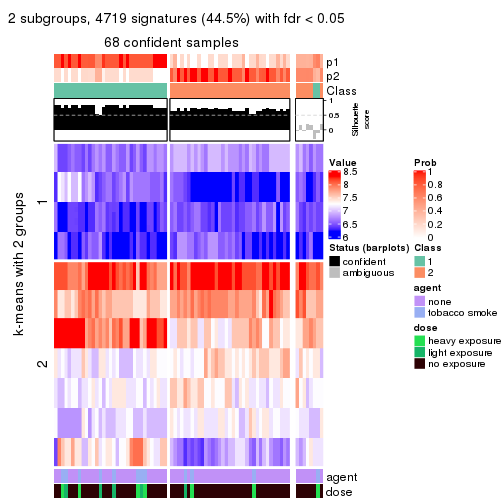 2 subgroups, 4719 signatures (44.5%) with fdr < 0.05
68 confident samples
p1
p2
Class
1
0.5
0
Silhouette
score
k-means with 2 groups
1
2
Value
8.5
8
7.5
7
6.5
6
Prob
1
0.8
0.6
0.4
0.2
0
Status (barplots)
confident
ambiguous
Class
1
2
agent
none
tobacco smoke
dose
heavy exposure
light exposure
no exposure
agent
dose